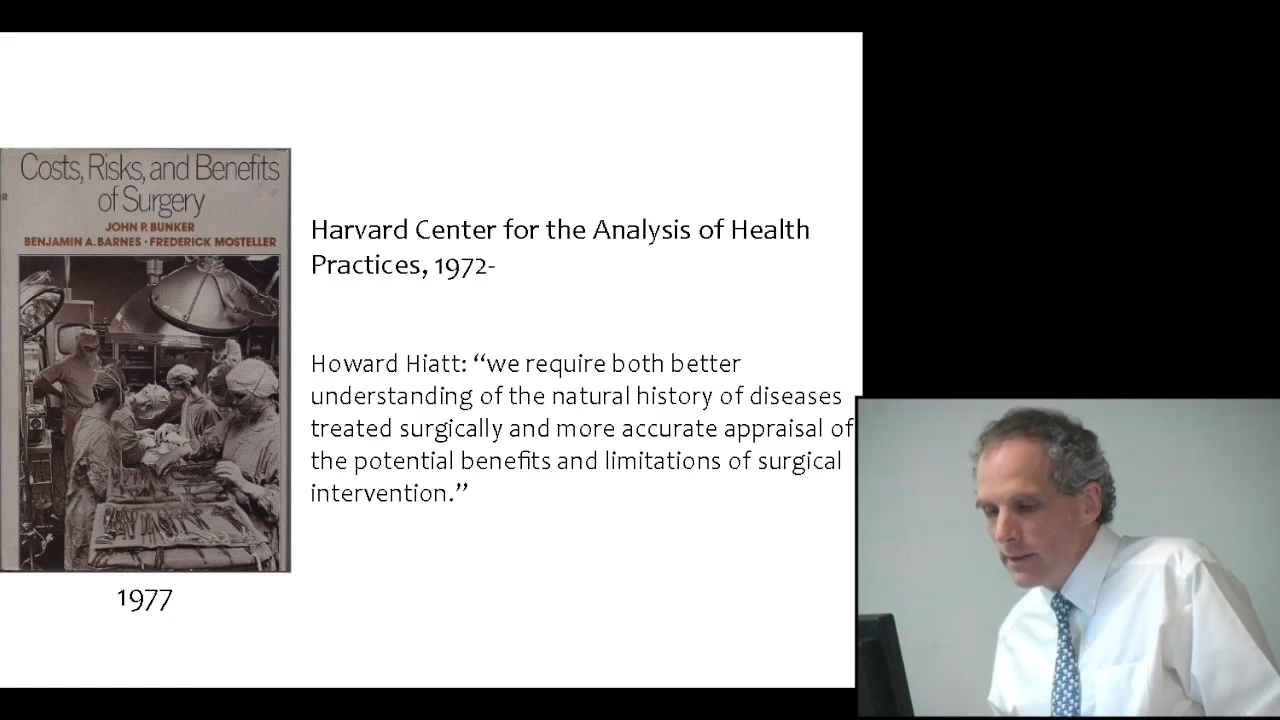 Costs, Risks, and Benefits
of Surgery
R
JOHN P. BUNKER
BENJAMIN A. BARNES · FREDERICK MOSTELLER
1977
Harvard Center for the Analysis of Health
Practices, 1972-
Howard Hiatt: “we require both better
understanding of the natural history of diseases
treated surgically and more accurate appraisal of
the potential benefits and limitations of surgical
intervention.”